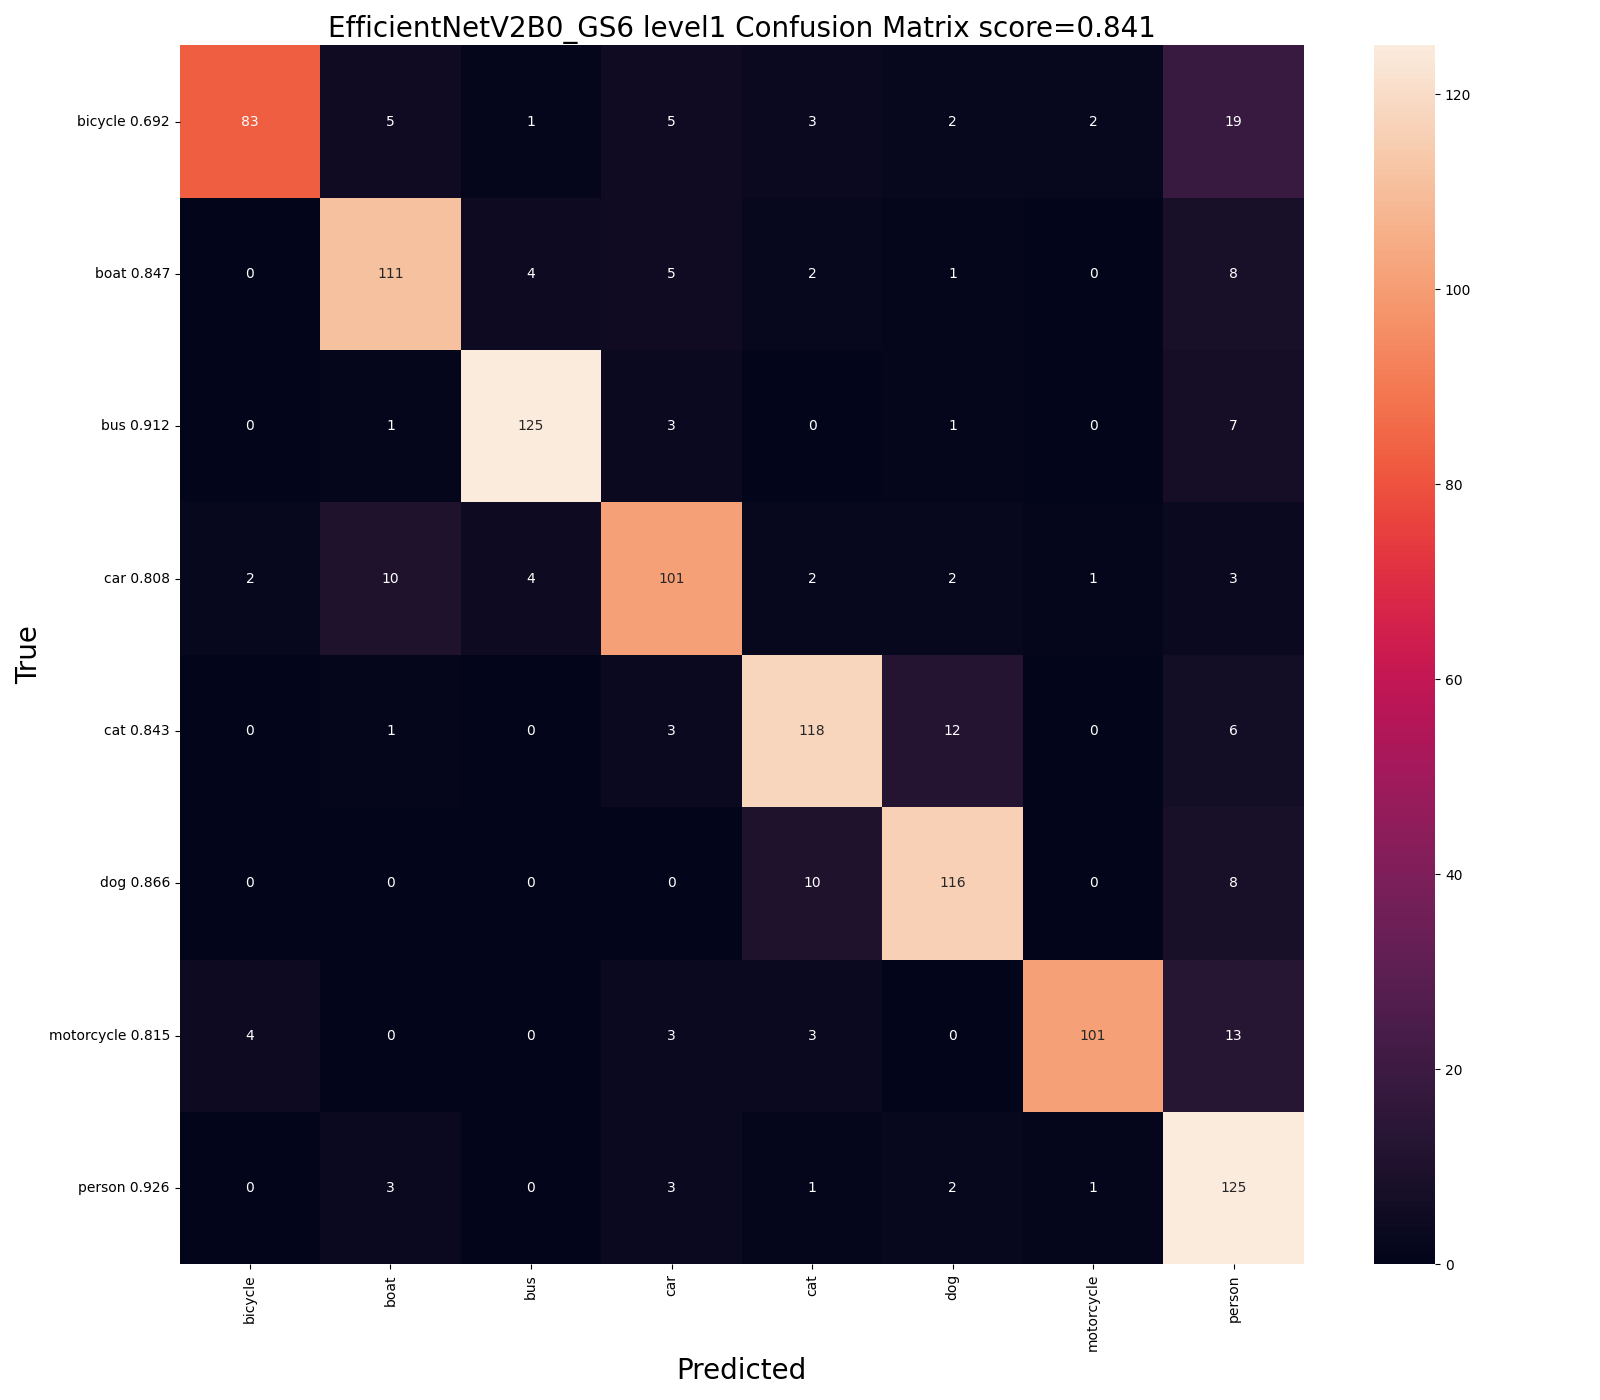 EfficientNetV2B0_GS6 level1 Confusion Matrix score=0.841
bicycle 0.692 83 5 1 5 3 2 2 19
boat 0.847 0 111 4 5 2 1 0 8
bus 0.912 0 1 125 3 0 1 0 7
car 0.808 2 10 4 101 2 2 1 3
cat 0.843 0 1 0 3 118 12 0 6
dog 0.866 0 0 0 0 10 116 0 8
motorcycle 0.815 4 0 0 3 3 0 101 13
person 0.926 0 3 0 3 1 2 1 125
bicycle boat bus car cat dog motorcycle person
True
Predicted
120
100
80
60
40
20
0